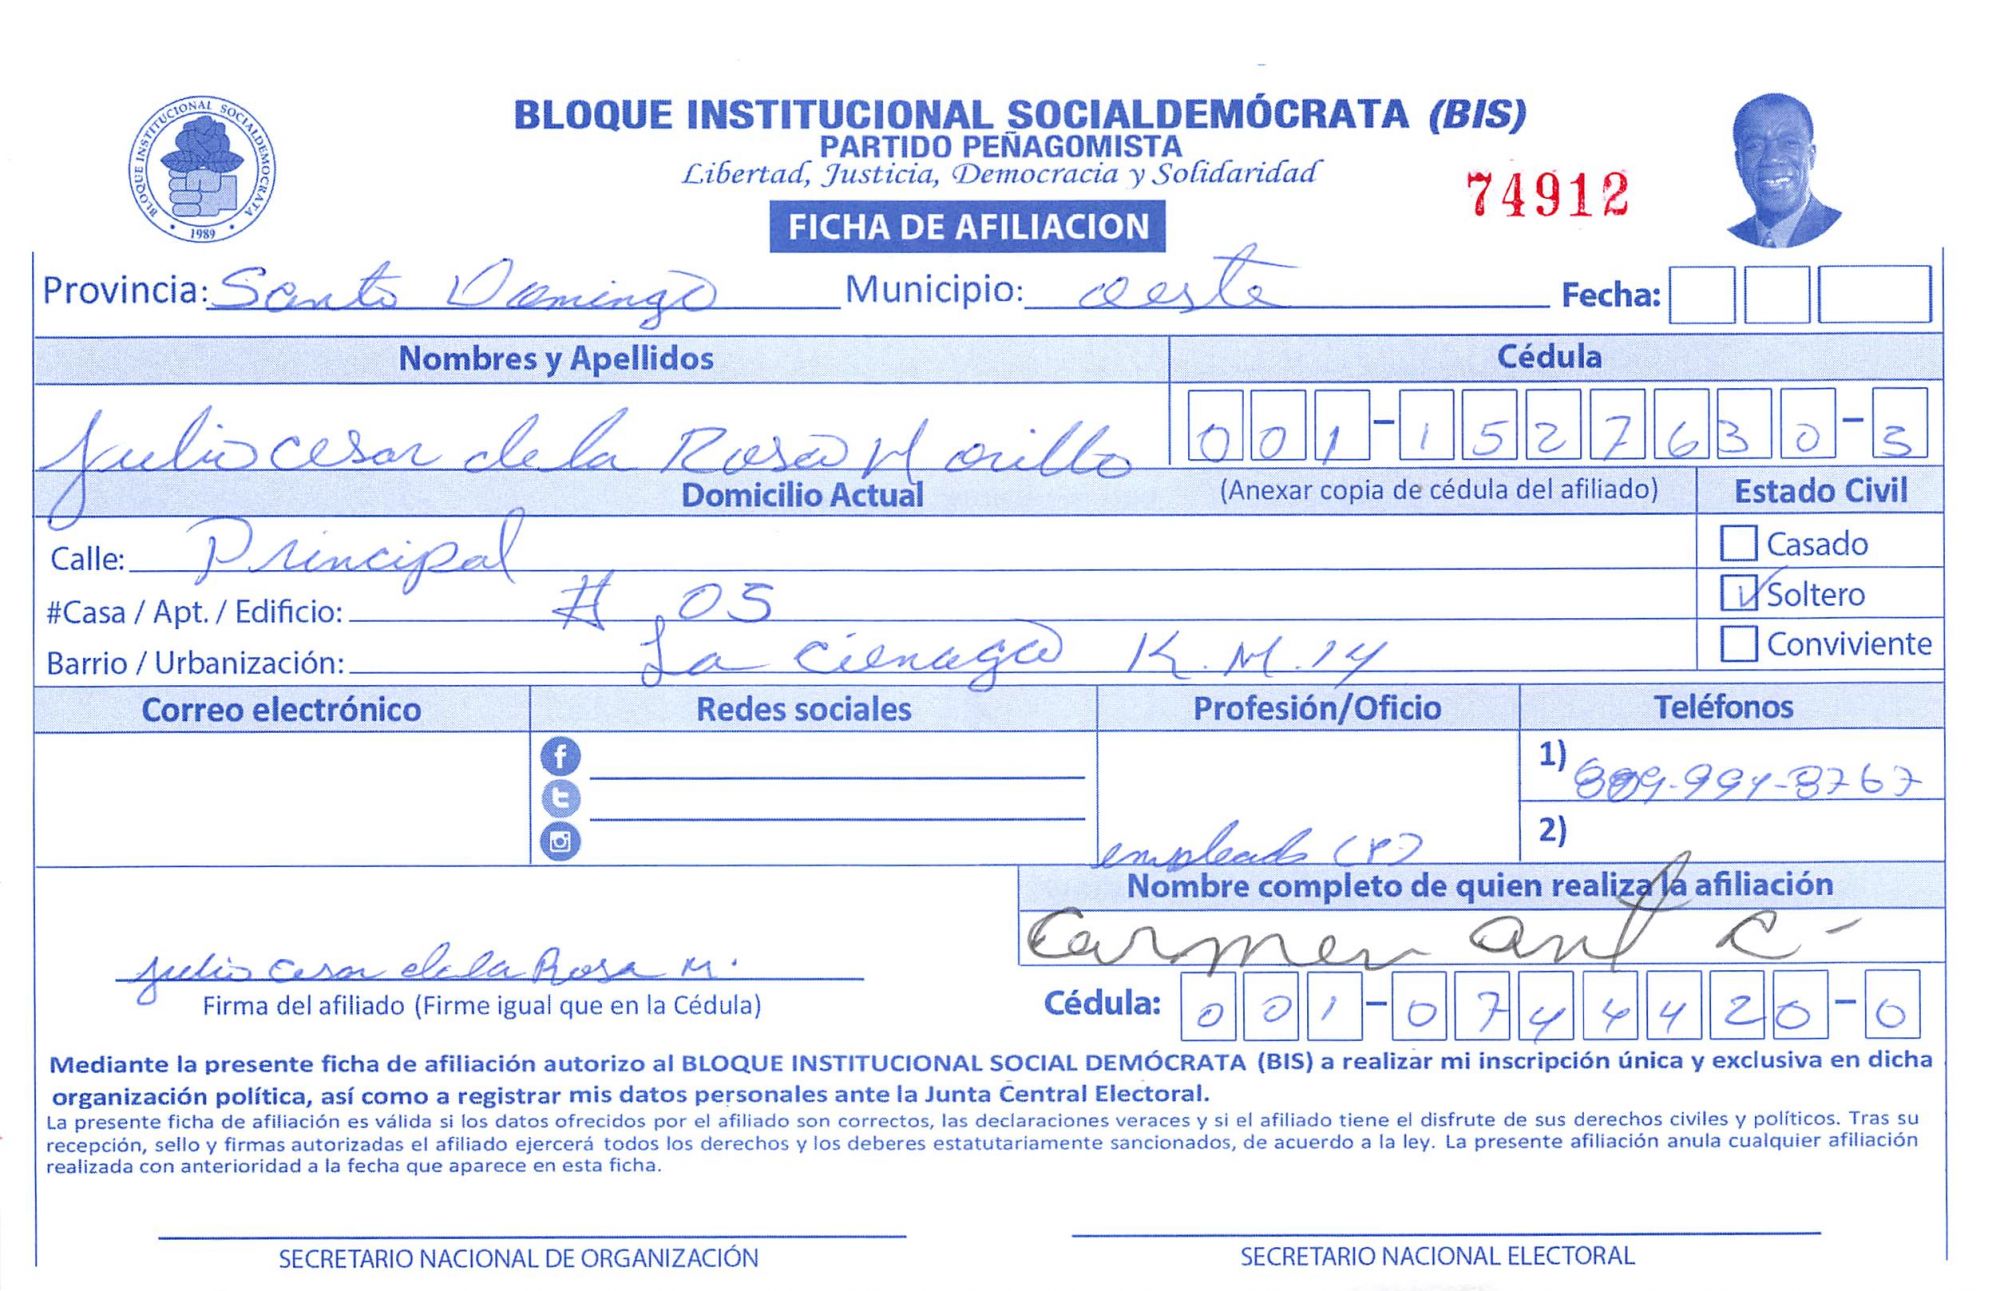 BLOQUE INSTITUCIONAL SOCIALDEMOCRATA
1989
BLOQUE INSTITUCIONAL SOCIALDEMÓCRATA (BIS)
PARTIDO PEÑAGOMISTA
Libertad, Justicia, Democracia y Solidaridad
74912
FICHA DE AFILIACION
Provincia: Santo Domingo Municipio: oeste Fecha:
Nombres y Apellidos Cédula
Julio cesar de la Rosa Morillo 001-1527630-3
Domicilio Actual (Anexar copia de cédula del afiliado) Estado Civil
Calle: Principal Casado
#Casa / Apt. / Edificio: # 05 Soltero
Barrio / Urbanización: La cienaga K.M.14 Conviviente
Correo electrónico Redes sociales Profesión/Oficio Teléfonos
1) 809-994-8767
2)
empleado (P)
Nombre completo de quien realiza la afiliación
Carmen ant C-
julio cesar de la Rosa M.
Firma del afiliado (Firme igual que en la Cédula) Cédula: 001-0744420-0
Mediante la presente ficha de afiliación autorizo al BLOQUE INSTITUCIONAL SOCIAL DEMÓCRATA (BIS) a realizar mi inscripción única y exclusiva en dicha
organización política, así como a registrar mis datos personales ante la Junta Central Electoral.
La presente ficha de afiliación es válida si los datos ofrecidos por el afiliado son correctos, las declaraciones veraces y si el afiliado tiene el disfrute de sus derechos civiles y políticos. Tras su
recepción, sello y firmas autorizadas el afiliado ejercerá todos los derechos y los deberes estatutariamente sancionados, de acuerdo a la ley. La presente afiliación anula cualquier afiliación
realizada con anterioridad a la fecha que aparece en esta ficha.
SECRETARIO NACIONAL DE ORGANIZACIÓN SECRETARIO NACIONAL ELECTORAL